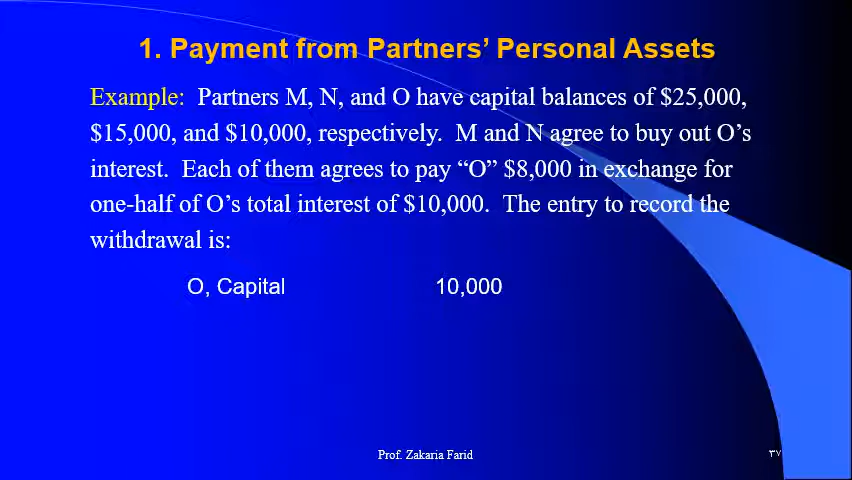 1. Payment from Partners’ Personal Assets
Example: Partners M, N, and O have capital balances of $25,000,
$15,000, and $10,000, respectively. M and N agree to buy out O’s
interest. Each of them agrees to pay “O” $8,000 in exchange for
one-half of O’s total interest of $10,000. The entry to record the
withdrawal is:
O, Capital 10,000
Prof. Zakaria Farid
٣٧